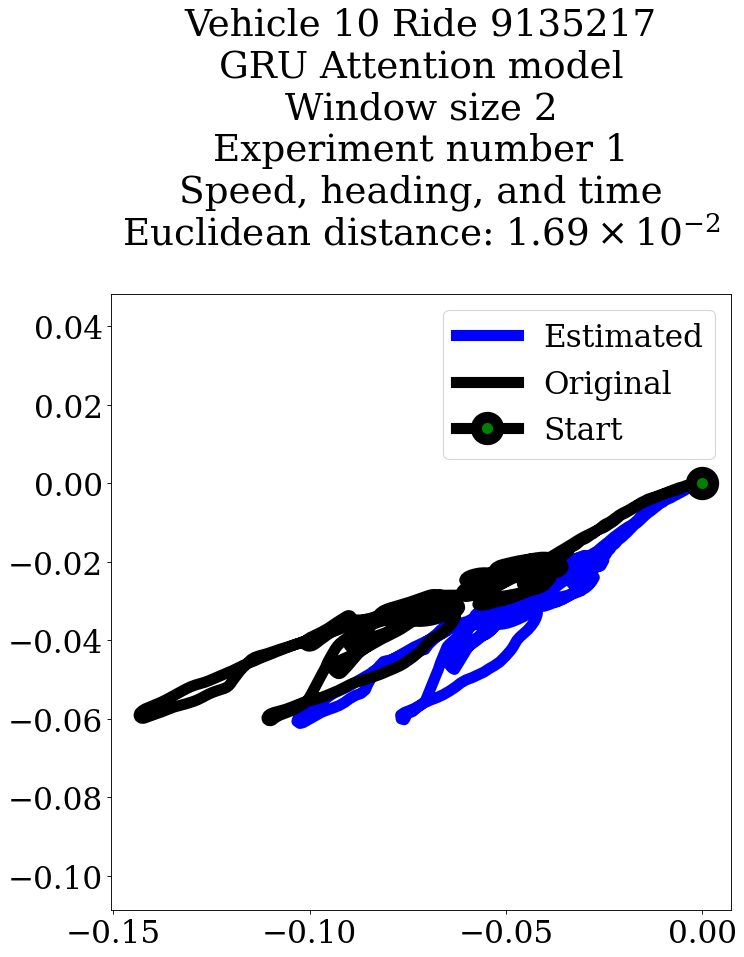 Vehicle 10 Ride 9135217
GRU Attention model
Window size 2
Experiment number 1
Speed, heading, and time
Euclidean distance: 1.69 × 10⁻²
Estimated
Original
Start
0.04
0.02
0.00
−0.02
−0.04
−0.06
−0.08
−0.10
−0.15 −0.10 −0.05 0.00